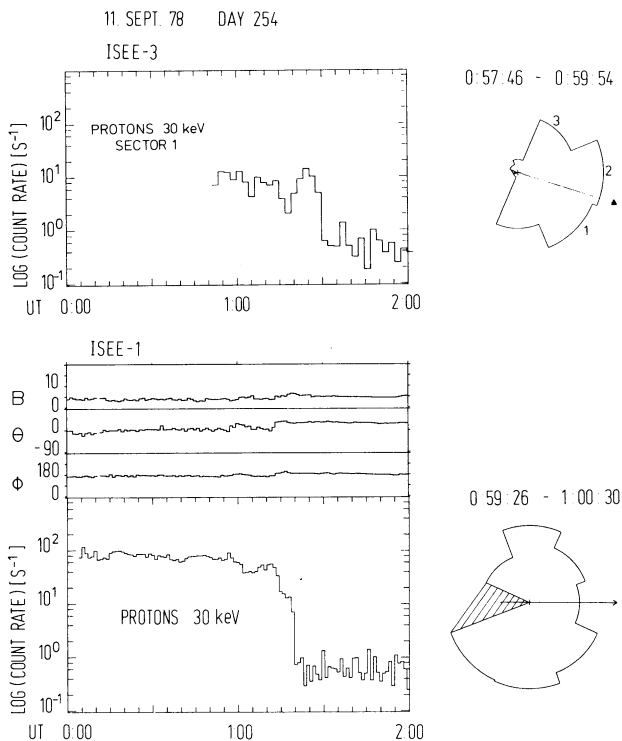 11. SEPT. 78 DAY 254
ISEE-3
0:57:46 - 0:59:54
LOG (COUNT RATE) [S⁻¹]
10²
10¹
10⁰
10⁻¹
PROTONS 30 keV
SECTOR 1
UT 0:00 1:00 2:00
3
2
1
ISEE-1
B 10 0
Θ 0 -90
Φ 180 0
0 59:26 - 1:00:30
LOG (COUNT RATE) [S⁻¹]
10²
10¹
10⁰
10⁻¹
PROTONS 30 keV
UT 0:00 1:00 2:00